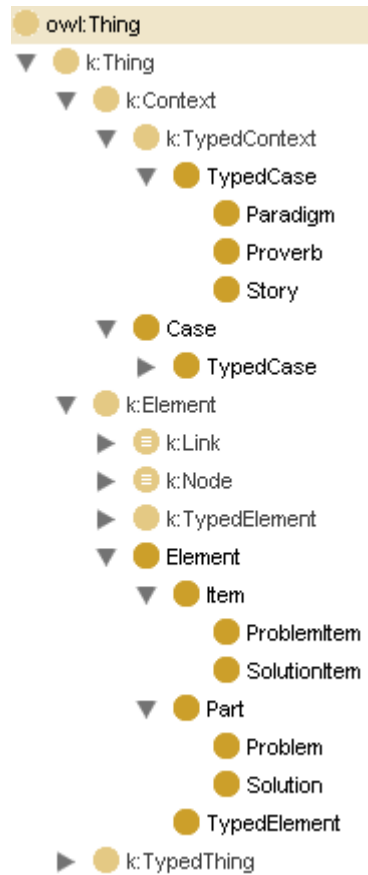 owl:Thing
k:Thing
k:Context
k:TypedContext
TypedCase
Paradigm
Proverb
Story
Case
TypedCase
k:Element
k:Link
k:Node
k:TypedElement
Element
Item
ProblemItem
SolutionItem
Part
Problem
Solution
TypedElement
k:TypedThing